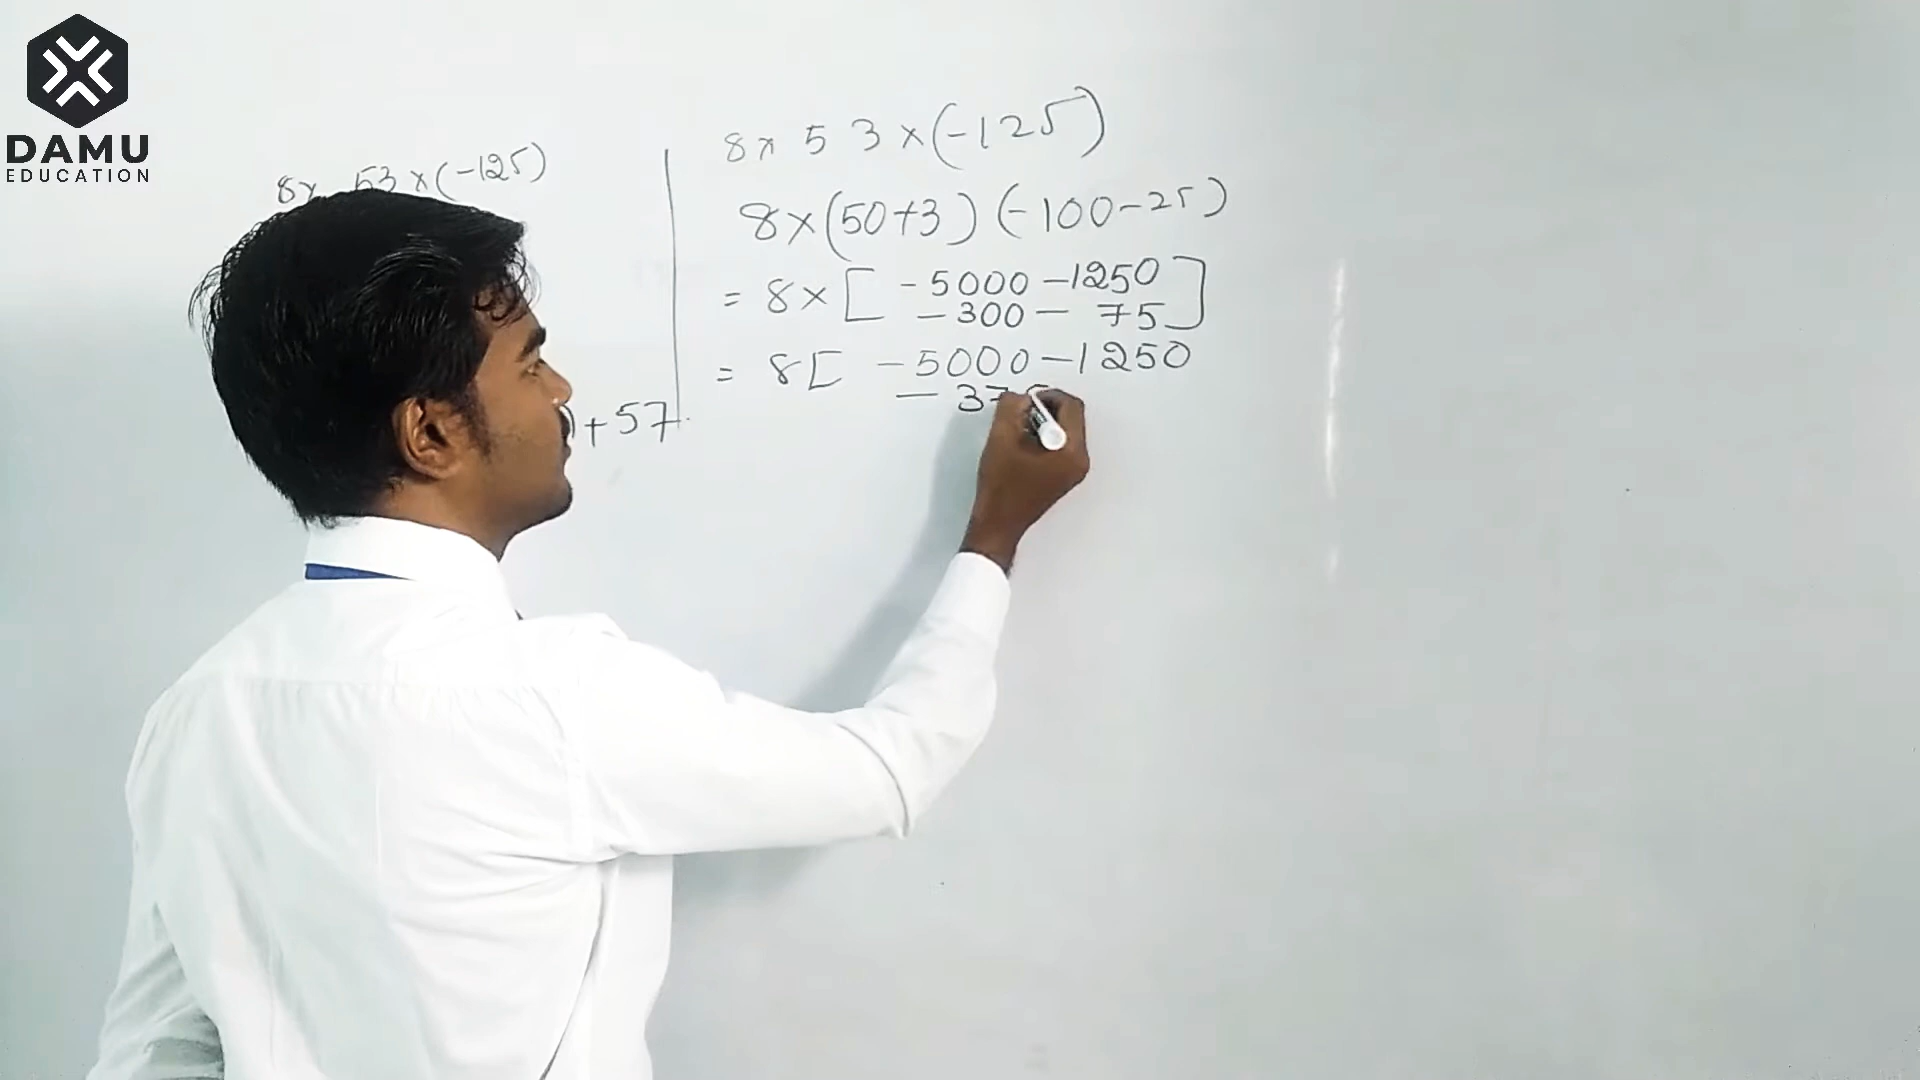 DAMU
EDUCATION
8x 53 x (-125)
+57
8x 53 x (-125)
8x (50+3) (-100-25)
= 8x [ -5000 -1250
-300 - 75 ]
= 8[ -5000-1250